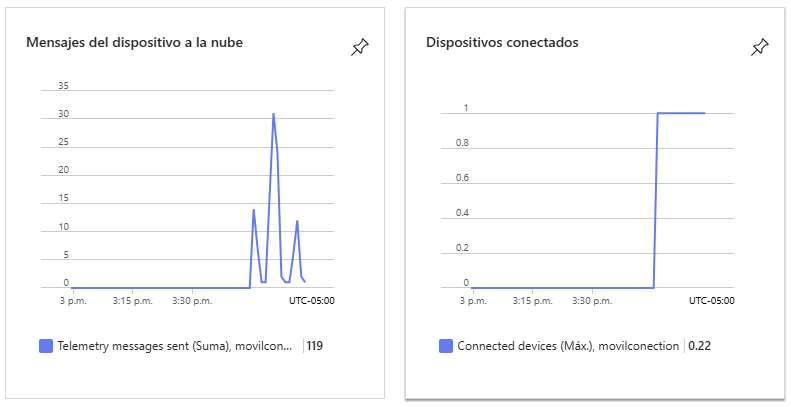 Mensajes del dispositivo a la nube
35
30
25
20
15
10
5
0
3 p.m. 3:15 p.m. 3:30 p.m. UTC-05:00
Telemetry messages sent (Suma), movilcon... 119
Dispositivos conectados
1
0.8
0.6
0.4
0.2
0
3 p.m. 3:15 p.m. 3:30 p.m. UTC-05:00
Connected devices (Máx.), movilconection 0.22